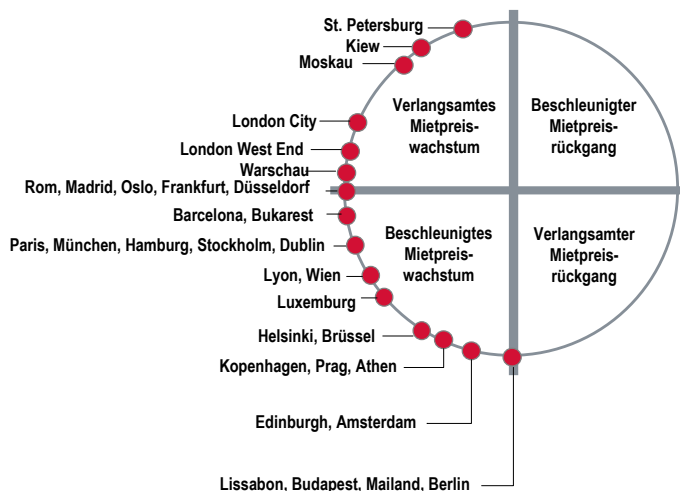 St. Petersburg
Kiew
Moskau
Verlangsamtes
Mietpreis-
wachstum
Beschleunigter
Mietpreis-
rückgang
London City
London West End
Warschau
Rom, Madrid, Oslo, Frankfurt, Düsseldorf
Barcelona, Bukarest
Beschleunigtes
Mietpreis-
wachstum
Verlangsamter
Mietpreis-
rückgang
Paris, München, Hamburg, Stockholm, Dublin
Lyon, Wien
Luxemburg
Helsinki, Brüssel
Kopenhagen, Prag, Athen
Edinburgh, Amsterdam
Lissabon, Budapest, Mailand, Berlin